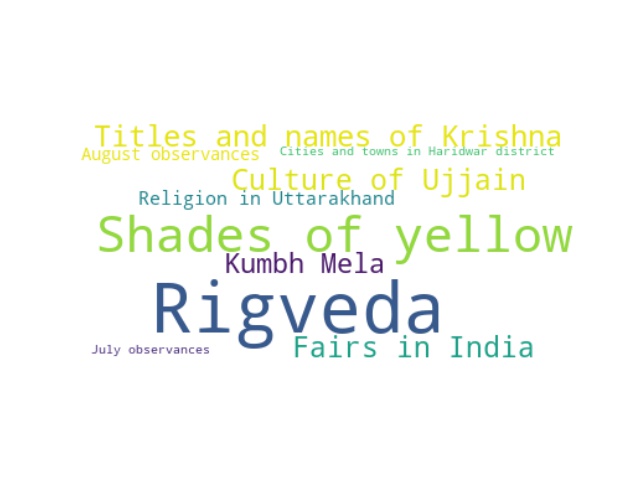 Titles and names of Krishna
August observances
Cities and towns in Haridwar district
Culture of Ujjain
Religion in Uttarakhand
Shades of yellow
Kumbh Mela
Rigveda
July observances
Fairs in India